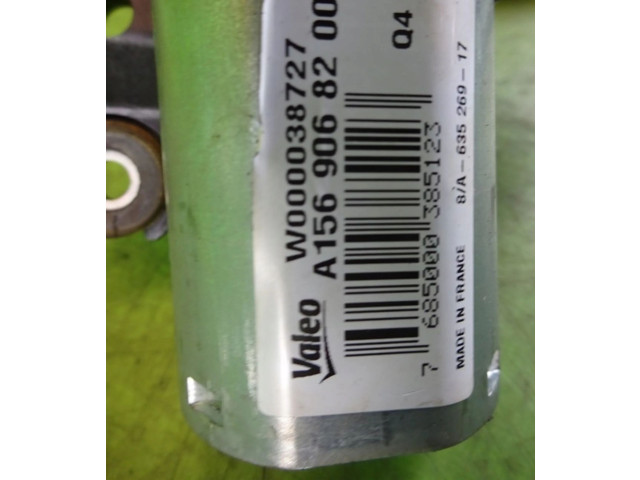 W000038727
A156 906 82 00
Valeo
Q4
7 685000 385123
8/A-635 269-17
MADE IN FRANCE